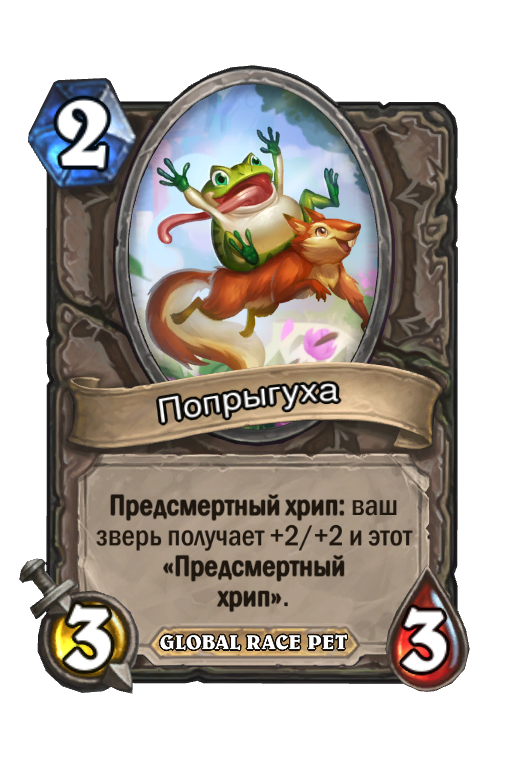 2
Попрыгуха
Предсмертный хрип: ваш
зверь получает +2/+2 и этот
«Предсмертный
хрип».
3
GLOBAL RACE PET
3